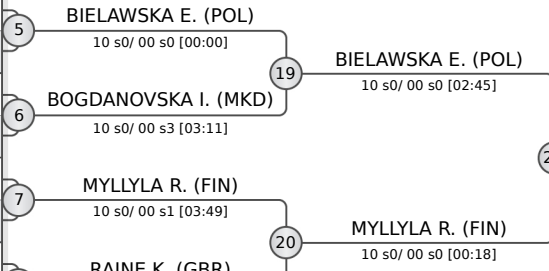 BIELAWSKA E. (POL)
5
10 s0/ 00 s0 [00:00]
19
BIELAWSKA E. (POL)
10 s0/ 00 s0 [02:45]
BOGDANOVSKA I. (MKD)
6
10 s0/ 00 s3 [03:11]
MYLLYLA R. (FIN)
7
10 s0/ 00 s1 [03:49]
20
MYLLYLA R. (FIN)
10 s0/ 00 s0 [00:18]
RAINE K. (GBR)